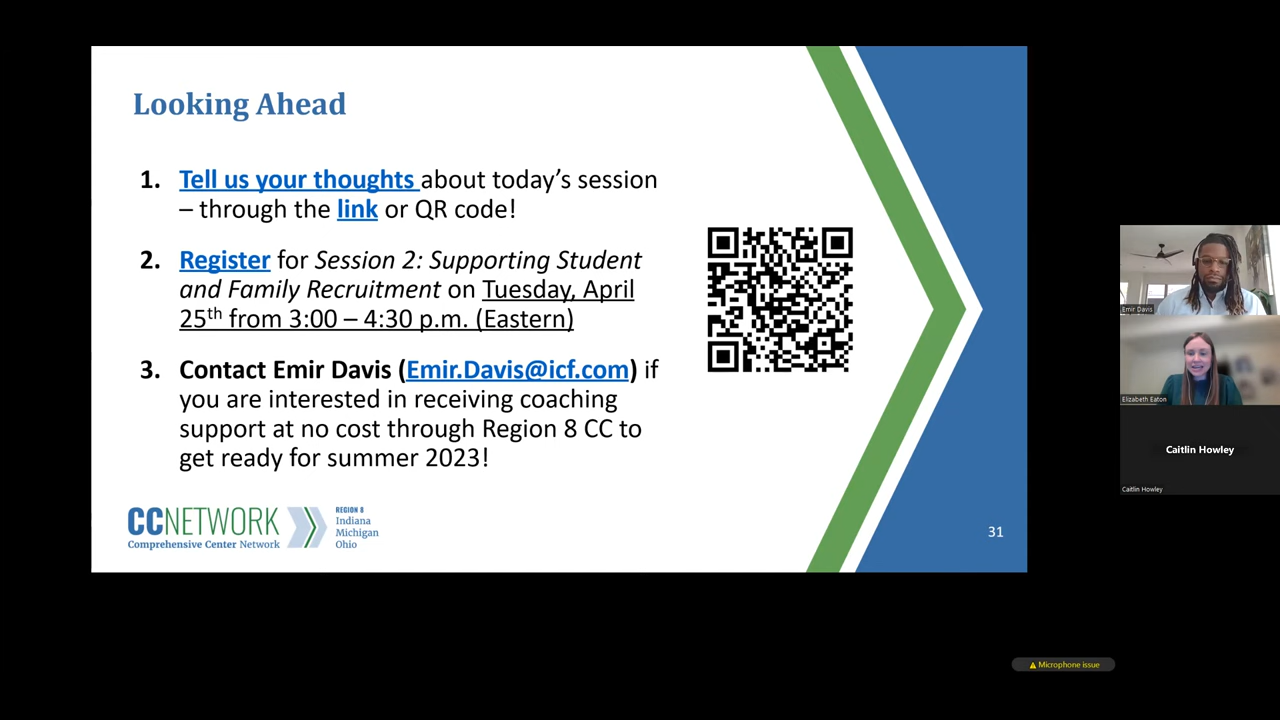 Looking Ahead
1. Tell us your thoughts about today’s session
– through the link or QR code!
2. Register for Session 2: Supporting Student
and Family Recruitment on Tuesday, April
25th from 3:00 – 4:30 p.m. (Eastern)
3. Contact Emir Davis (Emir.Davis@icf.com) if
you are interested in receiving coaching
support at no cost through Region 8 CC to
get ready for summer 2023!
CCNETWORK
Comprehensive Center Network
REGION 8
Indiana
Michigan
Ohio
31
Emir Davis
Elizabeth Eaton
Caitlin Howley
Caitlin Howley
Microphone issue